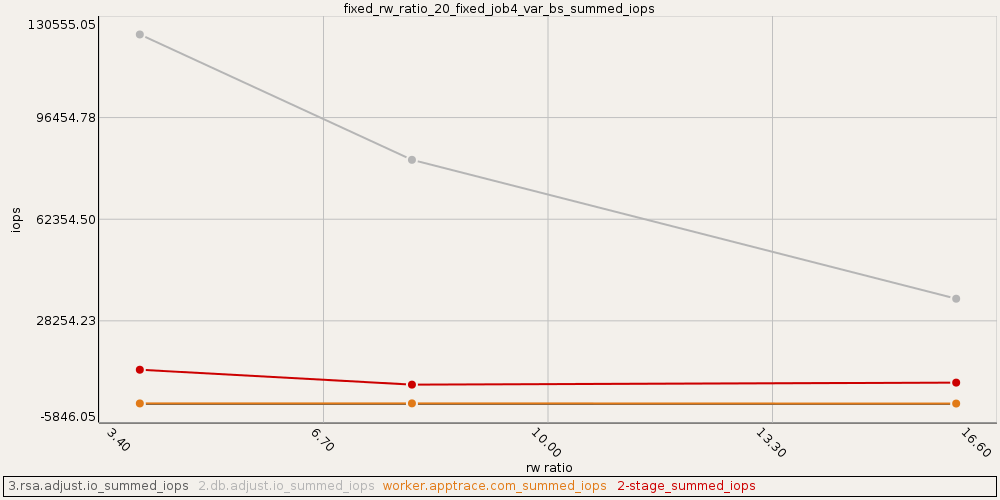 fixed_rw_ratio_20_fixed_job4_var_bs_summed_iops
130555.05
96454.78
62354.50
28254.23
-5846.05
iops
3.40
6.70
10.00
13.30
16.60
rw ratio
3.rsa.adjust.io_summed_iops 2.db.adjust.io_summed_iops worker.apptrace.com_summed_iops 2-stage_summed_iops